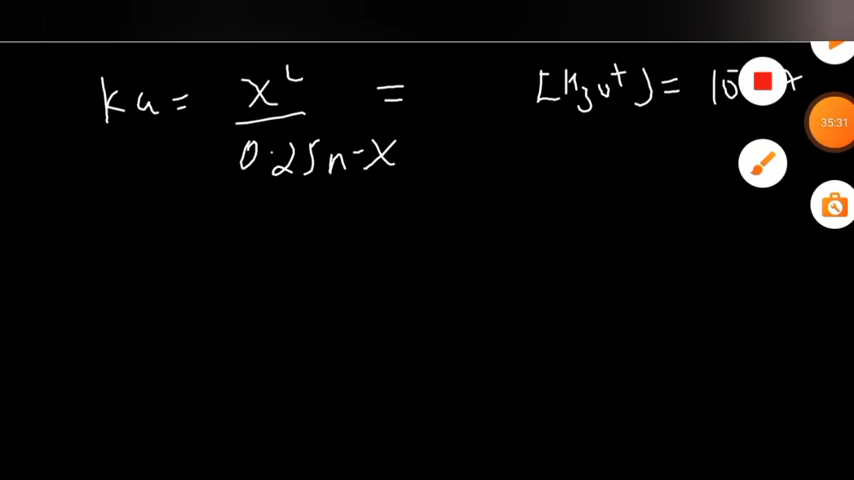 ka = x² / 0.25n - x = [H3o+] = 10-
35:31